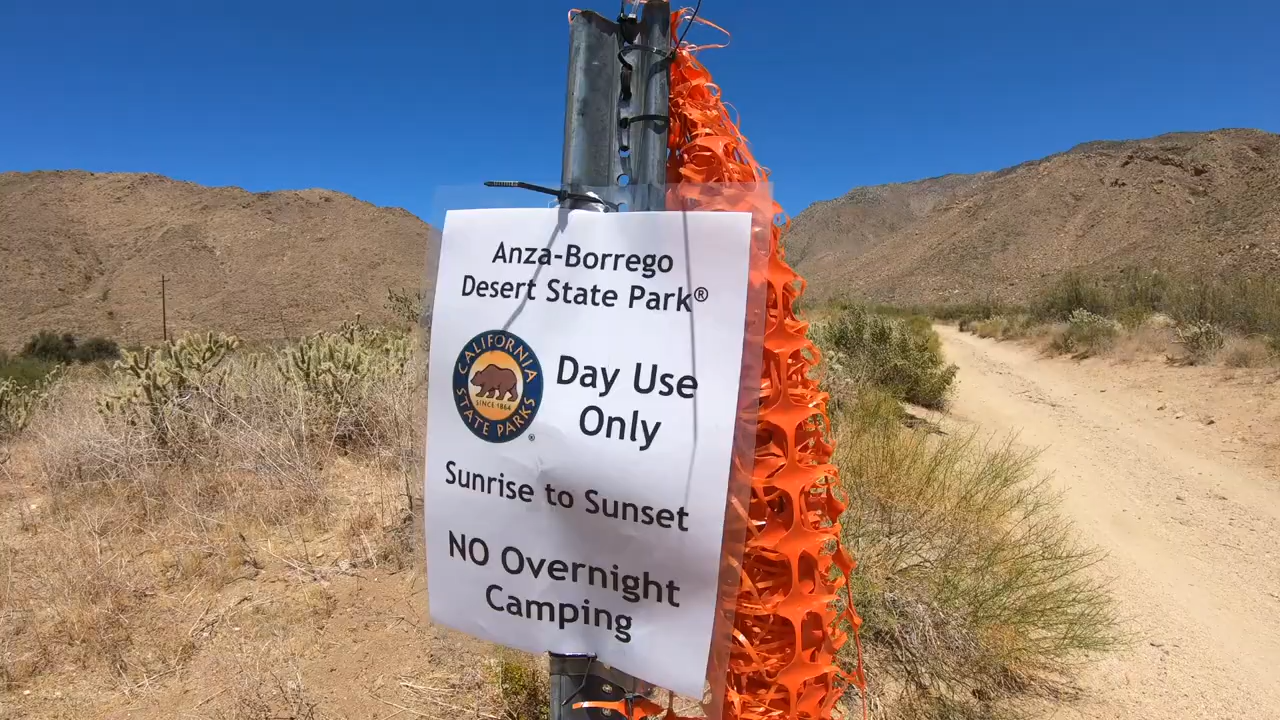 Anza-Borrego
Desert State Park®
CALIFORNIA
STATE PARKS
SINCE 1864
®
Day Use
Only
Sunrise to Sunset
NO Overnight
Camping